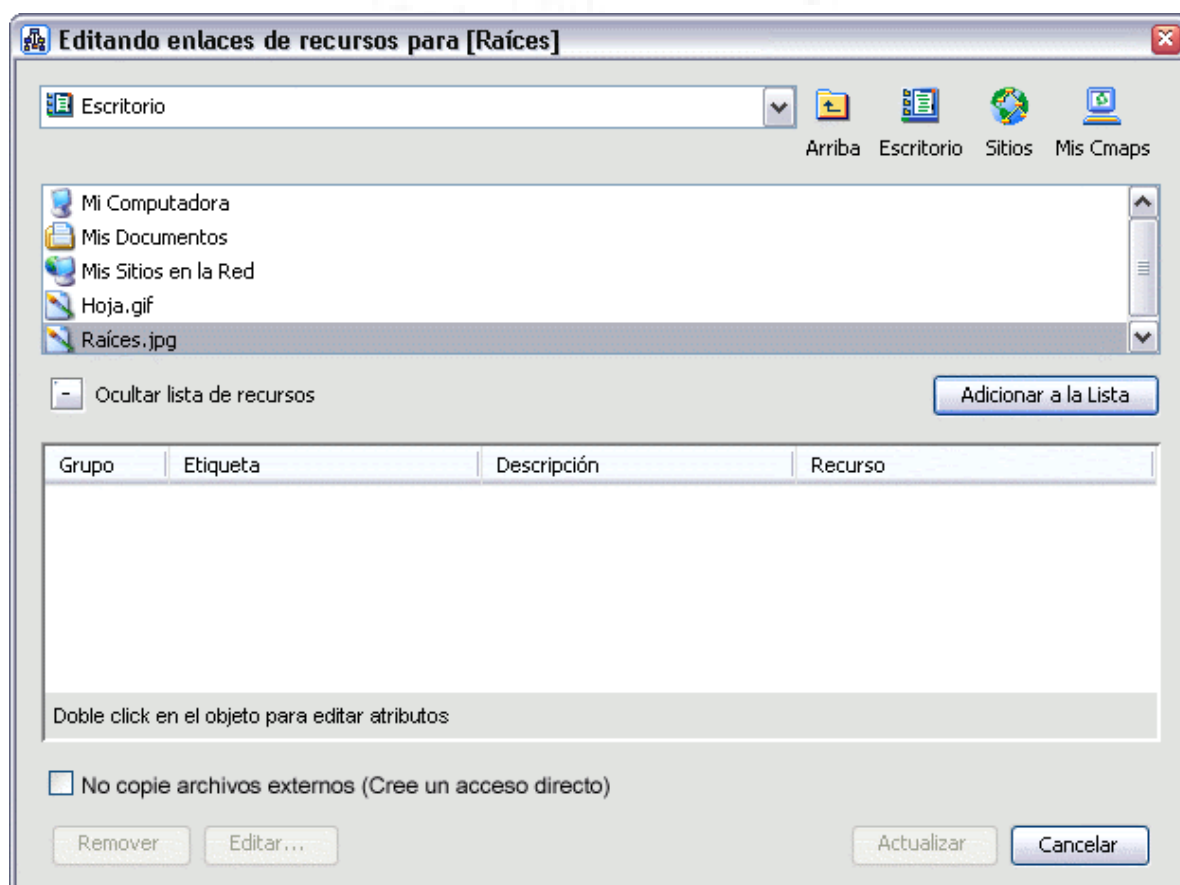 Editando enlaces de recursos para [Raíces]
Escritorio
Arriba Escritorio Sitios Mis Cmaps
Mi Computadora
Mis Documentos
Mis Sitios en la Red
Hoja.gif
Raíces.jpg
- Ocultar lista de recursos Adicionar a la Lista
Grupo Etiqueta Descripción Recurso
Doble click en el objeto para editar atributos
No copie archivos externos (Cree un acceso directo)
Remover Editar... Actualizar Cancelar